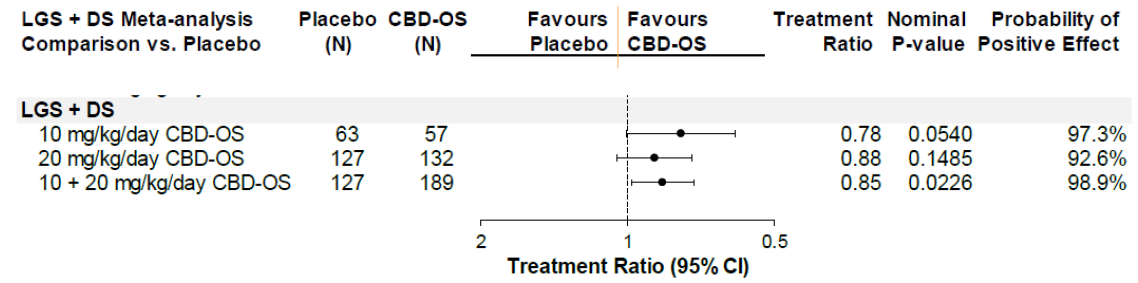 LGS + DS Meta-analysis Placebo CBD-OS Favours Favours Treatment Nominal Probability of
Comparison vs. Placebo (N) (N) Placebo CBD-OS Ratio P-value Positive Effect
LGS + DS
10 mg/kg/day CBD-OS 63 57 0.78 0.0540 97.3%
20 mg/kg/day CBD-OS 127 132 0.88 0.1485 92.6%
10 + 20 mg/kg/day CBD-OS 127 189 0.85 0.0226 98.9%
2 1 0.5
Treatment Ratio (95% CI)